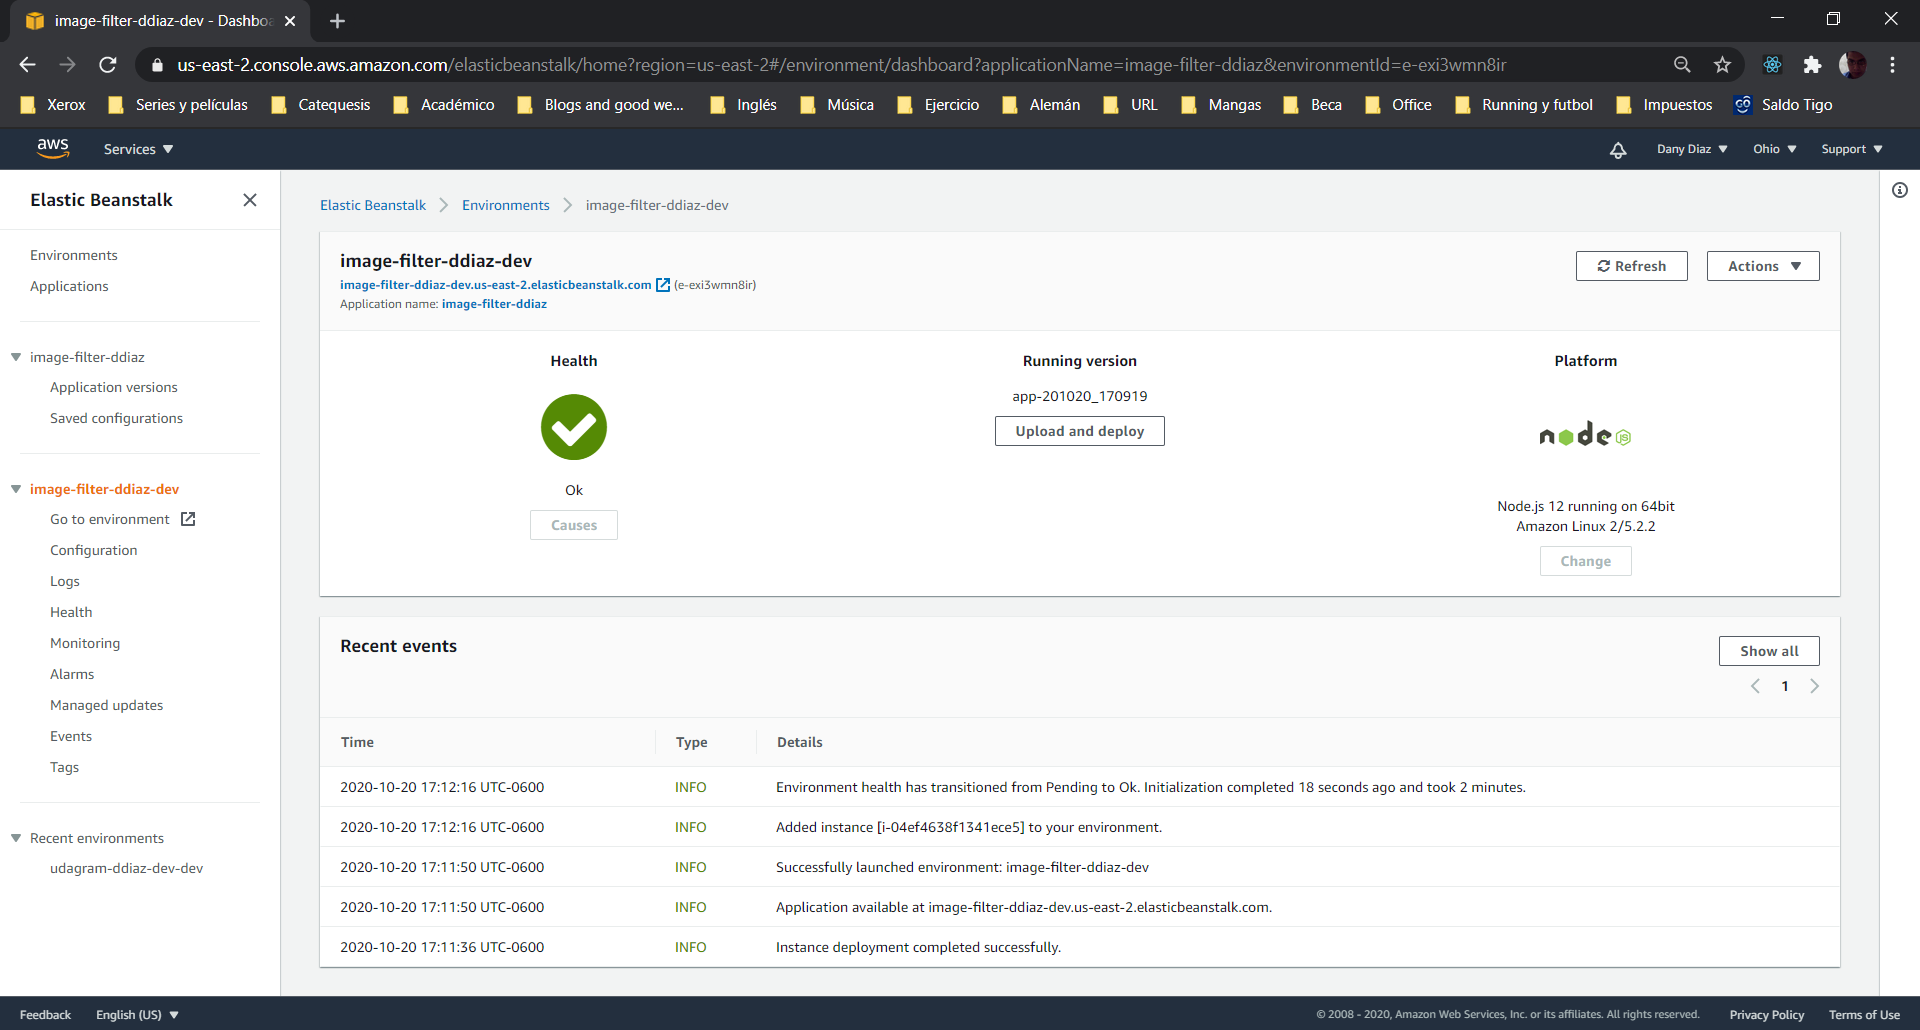 image-filter-ddiaz-dev - Dashbo
us-east-2.console.aws.amazon.com/elasticbeanstalk/home?region=us-east-2#/environment/dashboard?applicationName=image-filter-ddiaz&environmentId=e-exi3wmn8ir
Xerox Series y películas Catequesis Académico Blogs and good we... Inglés Música Ejercicio Alemán URL Mangas Beca Office Running y futbol Impuestos Saldo Tigo
aws Services Dany Diaz Ohio Support
Elastic Beanstalk
Environments
Applications
image-filter-ddiaz
Application versions
Saved configurations
image-filter-ddiaz-dev
Go to environment
Configuration
Logs
Health
Monitoring
Alarms
Managed updates
Events
Tags
Recent environments
udagram-ddiaz-dev-dev
Elastic Beanstalk Environments image-filter-ddiaz-dev
image-filter-ddiaz-dev
image-filter-ddiaz-dev.us-east-2.elasticbeanstalk.com (e-exi3wmn8ir)
Application name: image-filter-ddiaz
Refresh Actions
Health
Ok
Causes
Running version
app-201020_170919
Upload and deploy
Platform
node JS
Node.js 12 running on 64bit
Amazon Linux 2/5.2.2
Change
Recent events
Show all
1
Time Type Details
2020-10-20 17:12:16 UTC-0600 INFO Environment health has transitioned from Pending to Ok. Initialization completed 18 seconds ago and took 2 minutes.
2020-10-20 17:12:16 UTC-0600 INFO Added instance [i-04ef4638f1341ece5] to your environment.
2020-10-20 17:11:50 UTC-0600 INFO Successfully launched environment: image-filter-ddiaz-dev
2020-10-20 17:11:50 UTC-0600 INFO Application available at image-filter-ddiaz-dev.us-east-2.elasticbeanstalk.com.
2020-10-20 17:11:36 UTC-0600 INFO Instance deployment completed successfully.
Feedback English (US) © 2008 - 2020, Amazon Web Services, Inc. or its affiliates. All rights reserved. Privacy Policy Terms of Use